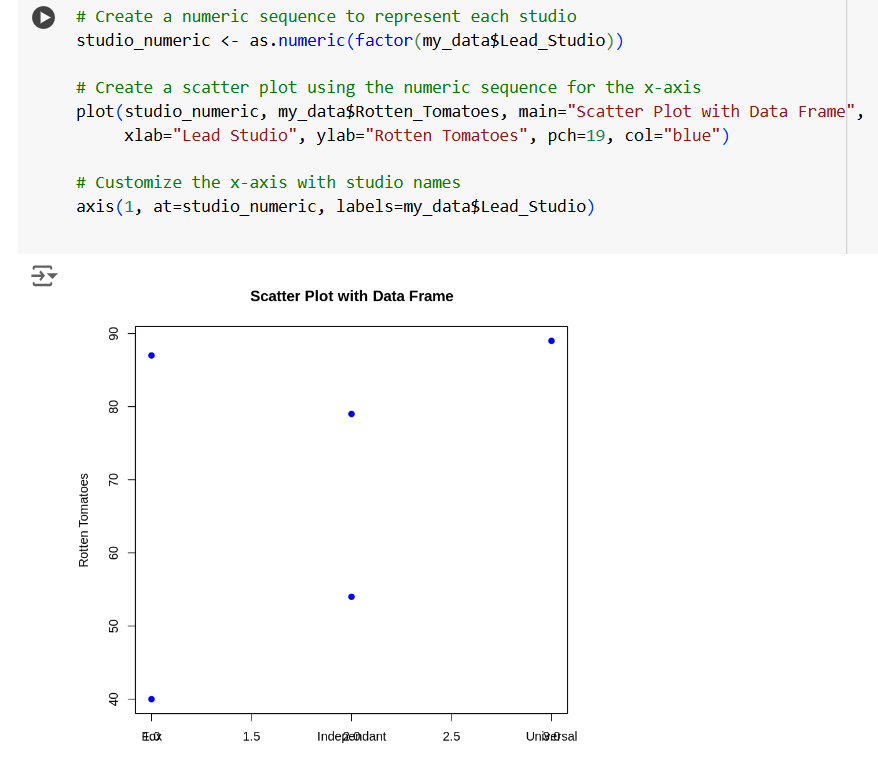 # Create a numeric sequence to represent each studio
studio_numeric <- as.numeric(factor(my_data$Lead_Studio))
# Create a scatter plot using the numeric sequence for the x-axis
plot(studio_numeric, my_data$Rotten_Tomatoes, main="Scatter Plot with Data Frame",
xlab="Lead Studio", ylab="Rotten Tomatoes", pch=19, col="blue")
# Customize the x-axis with studio names
axis(1, at=studio_numeric, labels=my_data$Lead_Studio)
Scatter Plot with Data Frame
90
80
70
60
50
40
Rotten Tomatoes
Fox 1.0 1.5 Independant 2.0 2.5 Universal 3.0